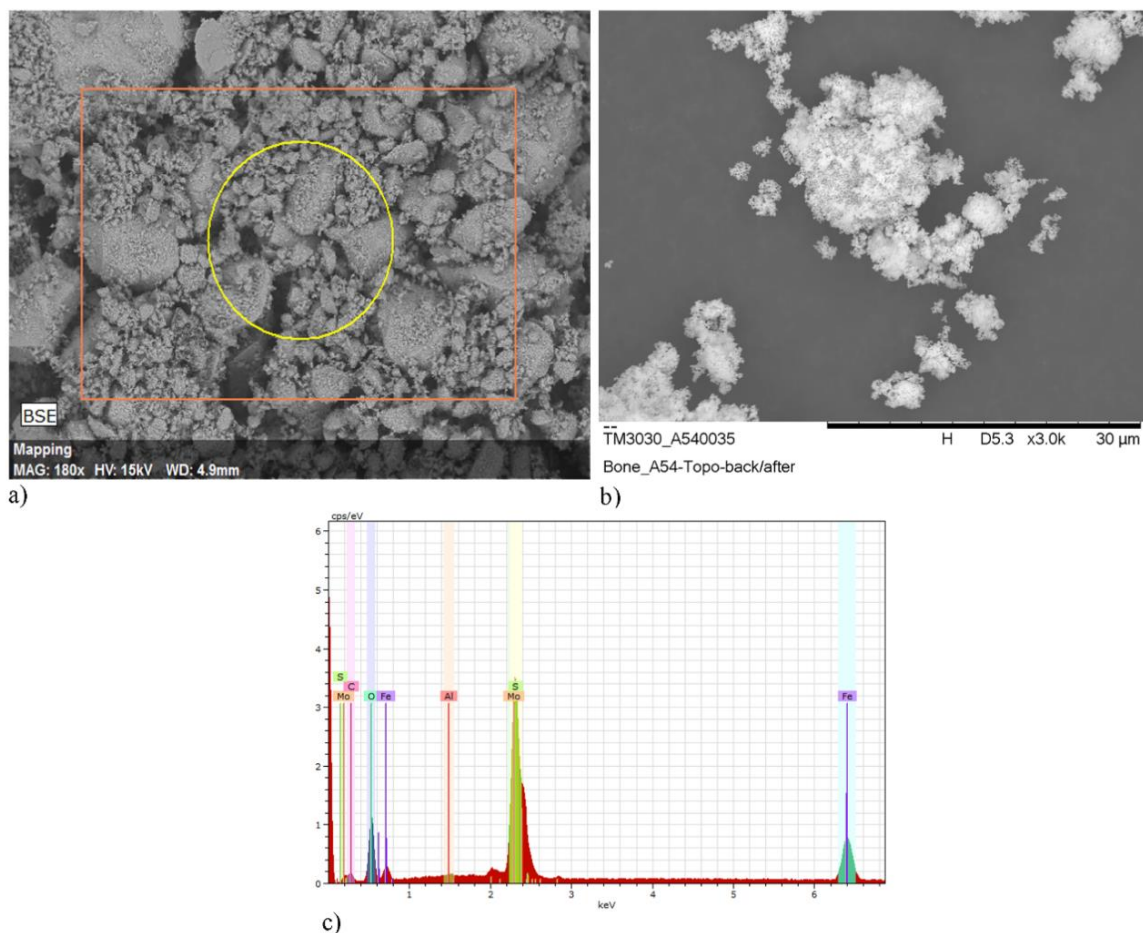 BSE
Mapping
MAG: 180x HV: 15kV WD: 4.9mm
a)
TM3030_A540035 H D5.3 x3.0k 30 µm
Bone_A54-Topo-back/after
b)
cps/eV
6
5
4
3
2
1
0
S
C
Mo
O
Fe
Al
S
Mo
Fe
1 2 3 4 5 6
keV
c)